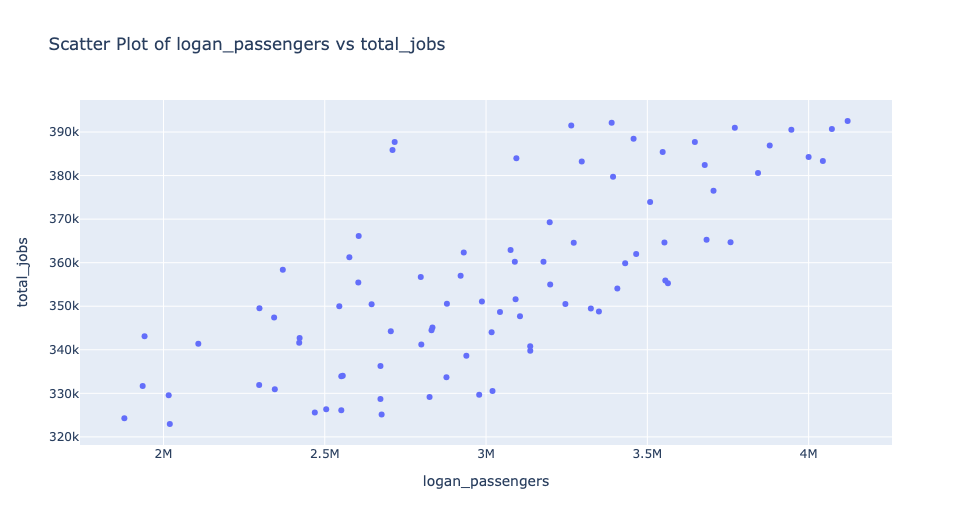 Scatter Plot of logan_passengers vs total_jobs
390k
380k
370k
360k
350k
340k
330k
320k
total_jobs
2M 2.5M 3M 3.5M 4M
logan_passengers